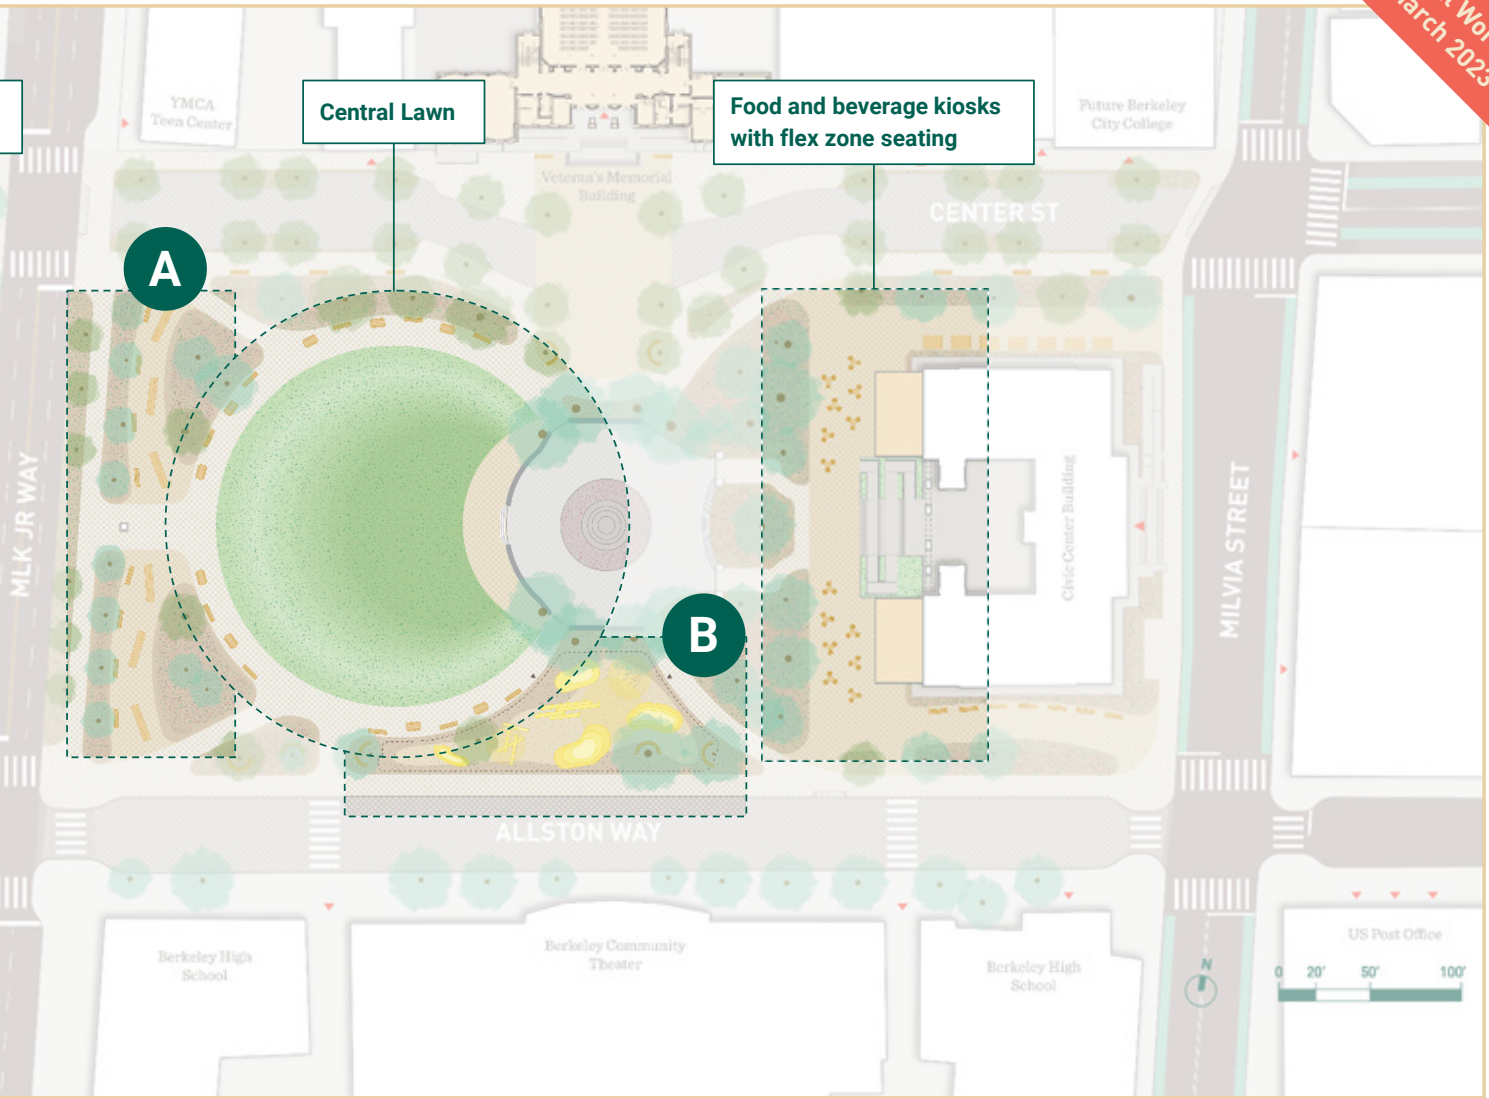 March 2023
YMCA
Teen Center
Central Lawn
Food and beverage kiosks
with flex zone seating
Future Berkeley
City College
Veteran's Memorial
Building
CENTER ST
A
MLK JR WAY
Civic Center Building
MILVIA STREET
B
ALLSTON WAY
Berkeley High
School
Berkeley Community
Theater
Berkeley High
School
US Post Office
N
0 20' 50' 100'